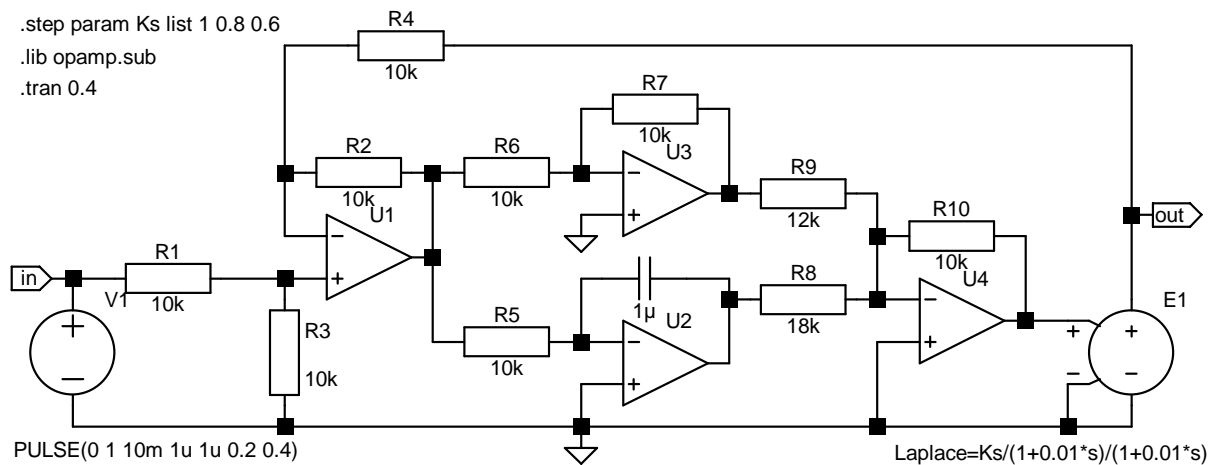 .step param Ks list 1 0.8 0.6
.lib opamp.sub
.tran 0.4
R4
10k
R7
10k
R2
10k
R6
10k
U3
R9
12k
U1
R10
10k
out
in
V1
R1
10k
R3
10k
R5
10k
1µ
U2
R8
18k
U4
E1
PULSE(0 1 10m 1u 1u 0.2 0.4)
Laplace=Ks/(1+0.01*s)/(1+0.01*s)